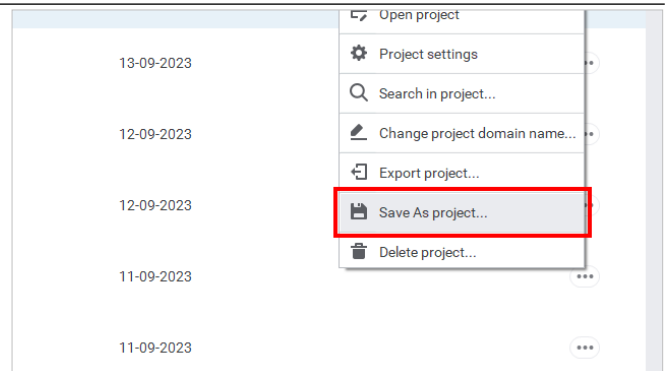 Open project
13-09-2023
Project settings
Search in project...
12-09-2023
Change project domain name...
Export project...
12-09-2023
Save As project...
Delete project...
11-09-2023
11-09-2023